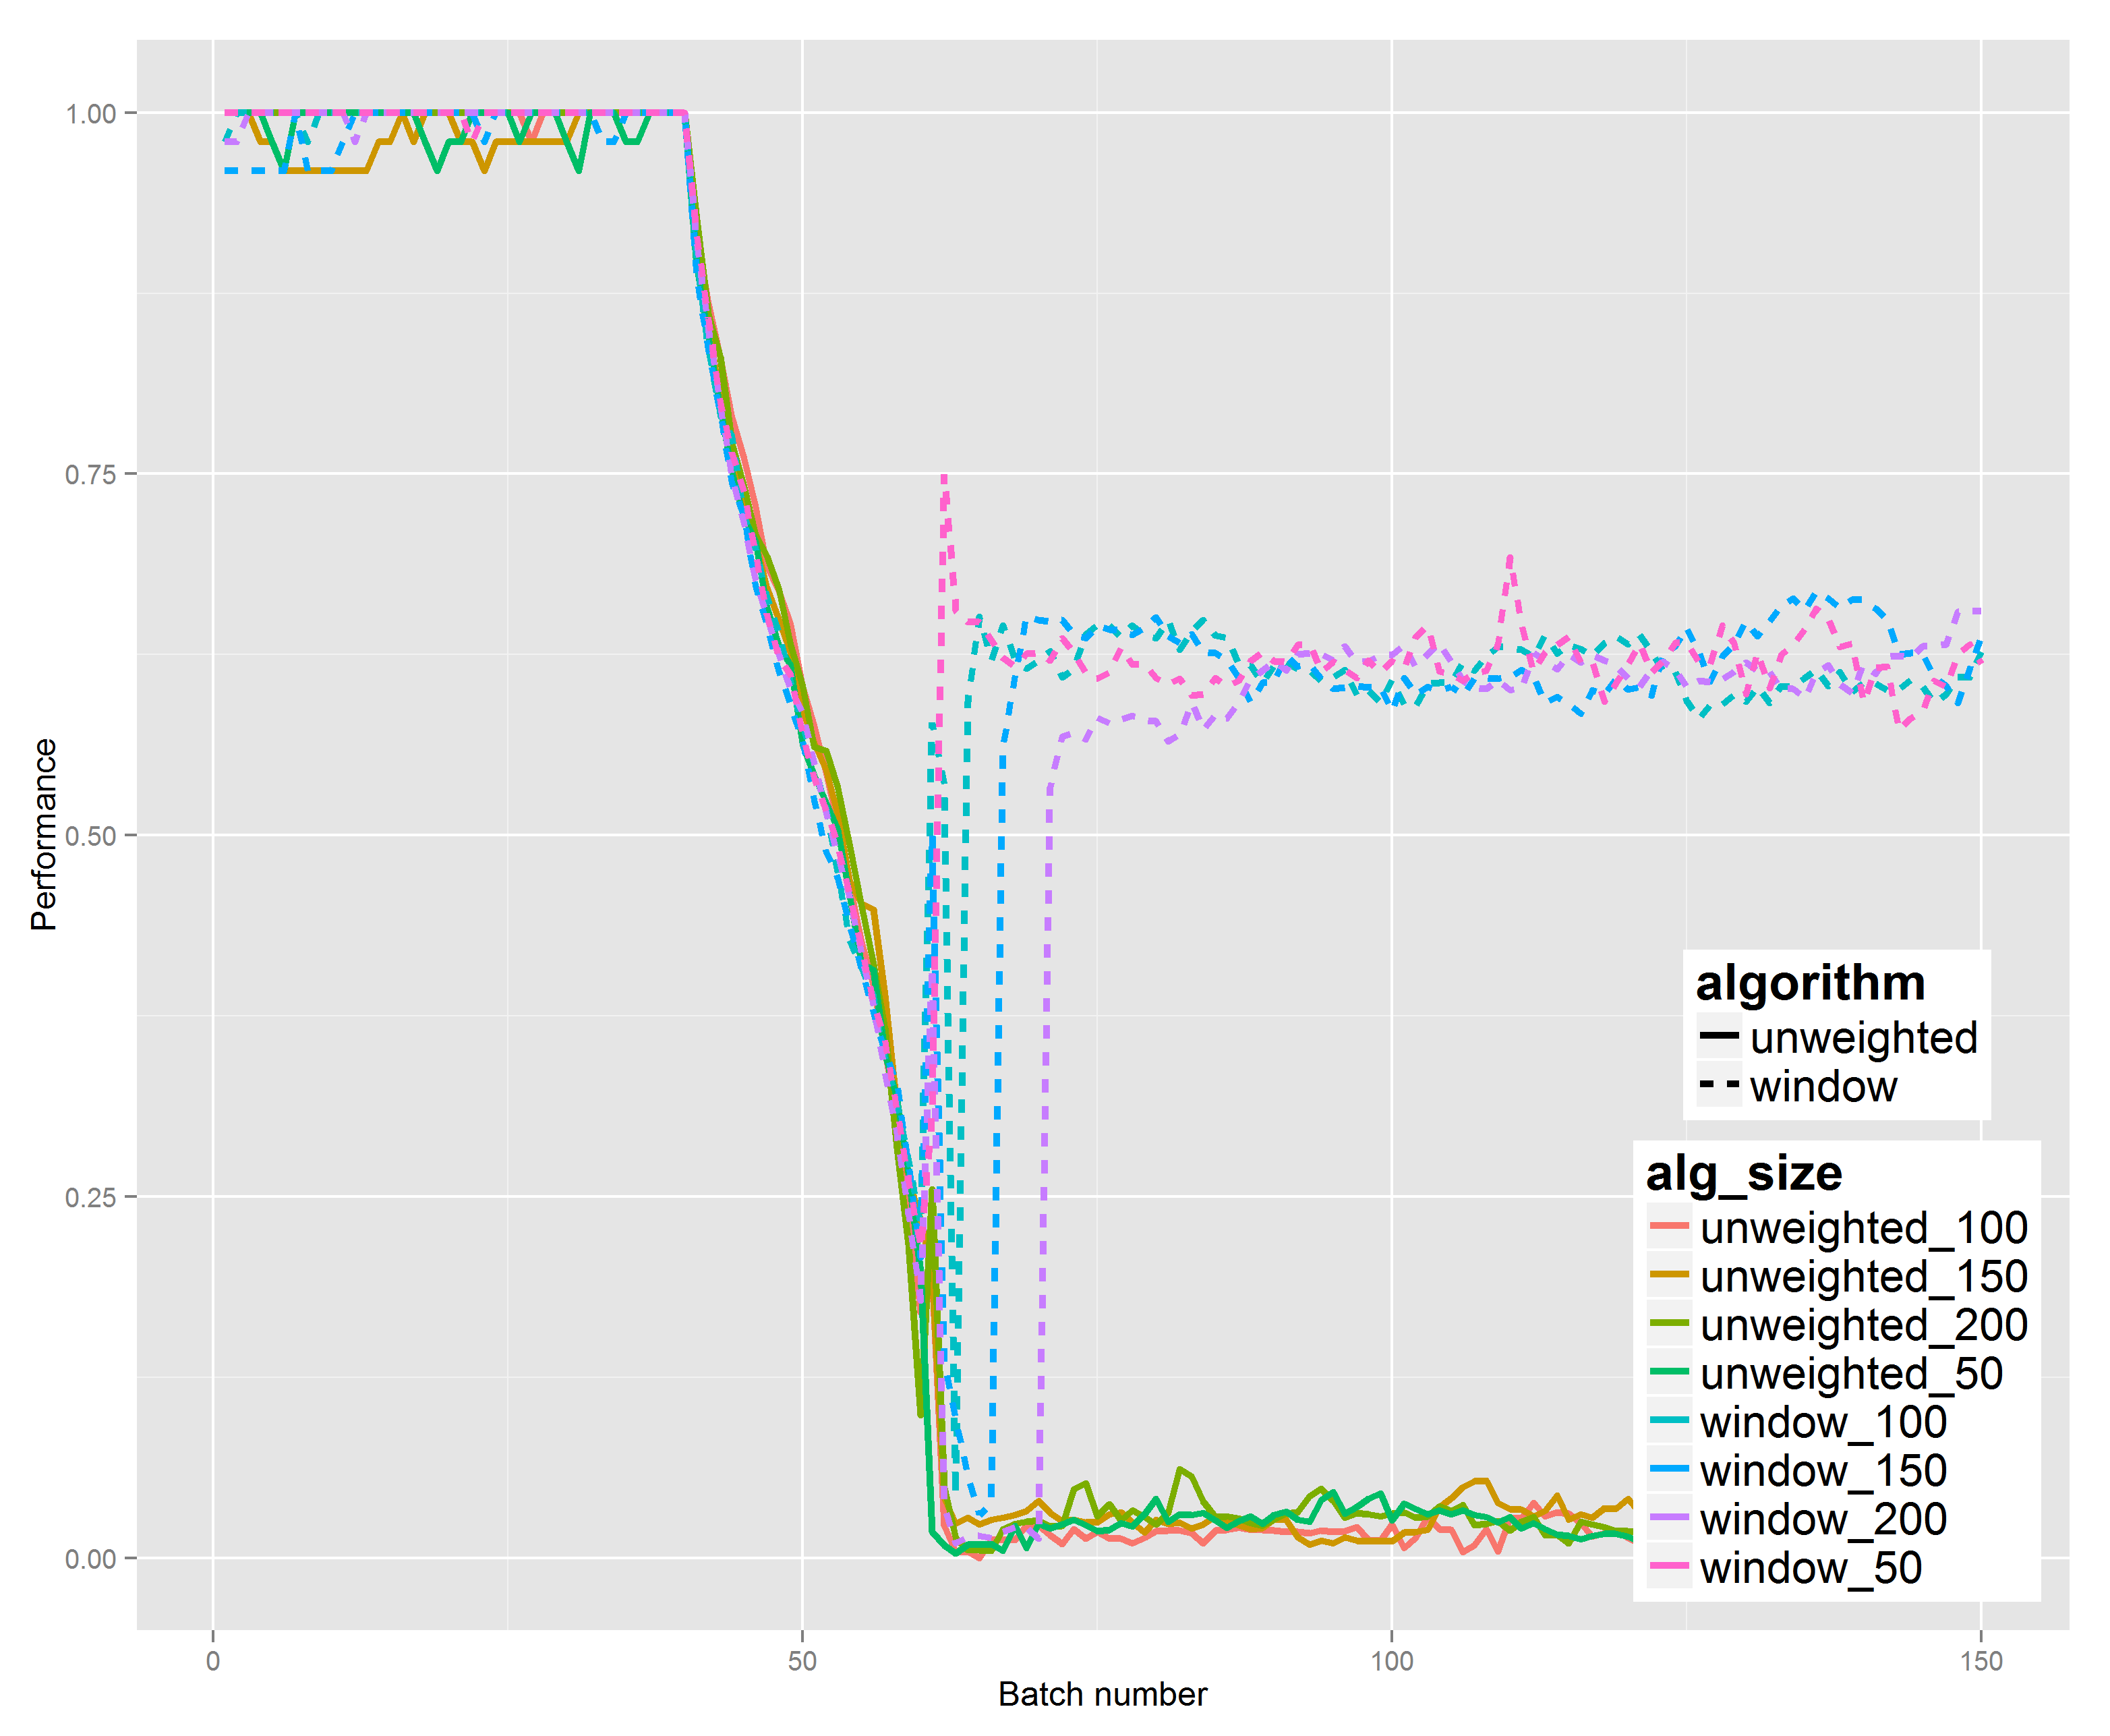 1.00
0.75
0.50
0.25
0.00
Performance
0
50
100
150
Batch number
algorithm
unweighted
window
alg_size
unweighted_100
unweighted_150
unweighted_200
unweighted_50
window_100
window_150
window_200
window_50